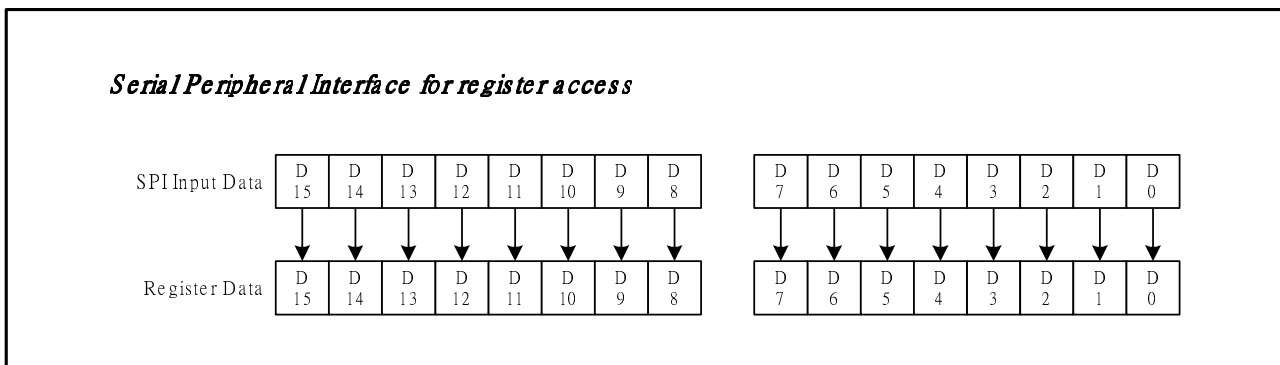 Serial Peripheral Interface for register access
SPI Input Data D 15 D 14 D 13 D 12 D 11 D 10 D 9 D 8 D 7 D 6 D 5 D 4 D 3 D 2 D 1 D 0
Register Data D 15 D 14 D 13 D 12 D 11 D 10 D 9 D 8 D 7 D 6 D 5 D 4 D 3 D 2 D 1 D 0